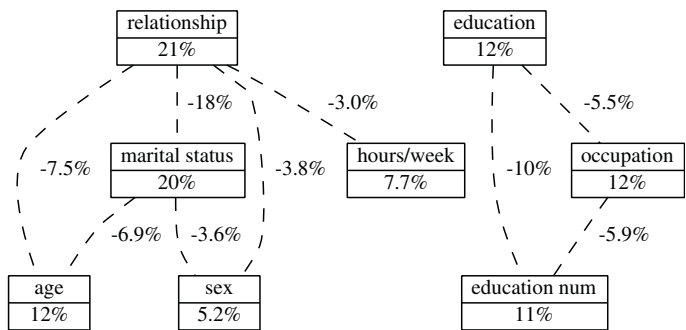 relationship
21%
education
12%
-18%
-3.0%
-5.5%
-7.5%
marital status
20%
-3.8%
hours/week
7.7%
-10%
occupation
12%
-6.9%
-3.6%
-5.9%
age
12%
sex
5.2%
education num
11%